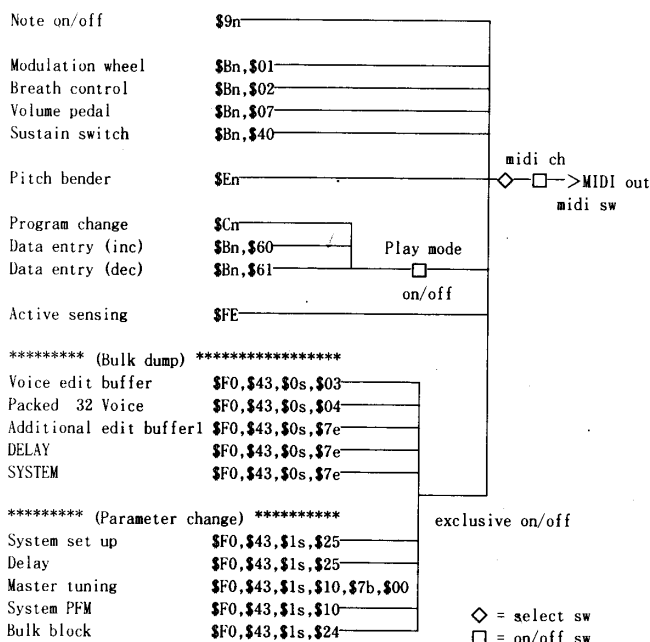 Note on/off $9n
Modulation wheel $Bn,$01
Breath control $Bn,$02
Volume pedal $Bn,$07
Sustain switch $Bn,$40
midi ch
Pitch bender $En >MIDI out
midi sw
Program change $Cn
Data entry (inc) $Bn,$60 Play mode
Data entry (dec) $Bn,$61
on/off
Active sensing $FE
********* (Bulk dump) *****************
Voice edit buffer $F0,$43,$0s,$03
Packed 32 Voice $F0,$43,$0s,$04
Additional edit buffer1 $F0,$43,$0s,$7e
DELAY $F0,$43,$0s,$7e
SYSTEM $F0,$43,$0s,$7e
********* (Parameter change) ********** exclusive on/off
System set up $F0,$43,$1s,$25
Delay $F0,$43,$1s,$25
Master tuning $F0,$43,$1s,$10,$7b,$00
System PFM $F0,$43,$1s,$10 ◇ = select sw
Bulk block $F0,$43,$1s,$24 □ = on/off sw